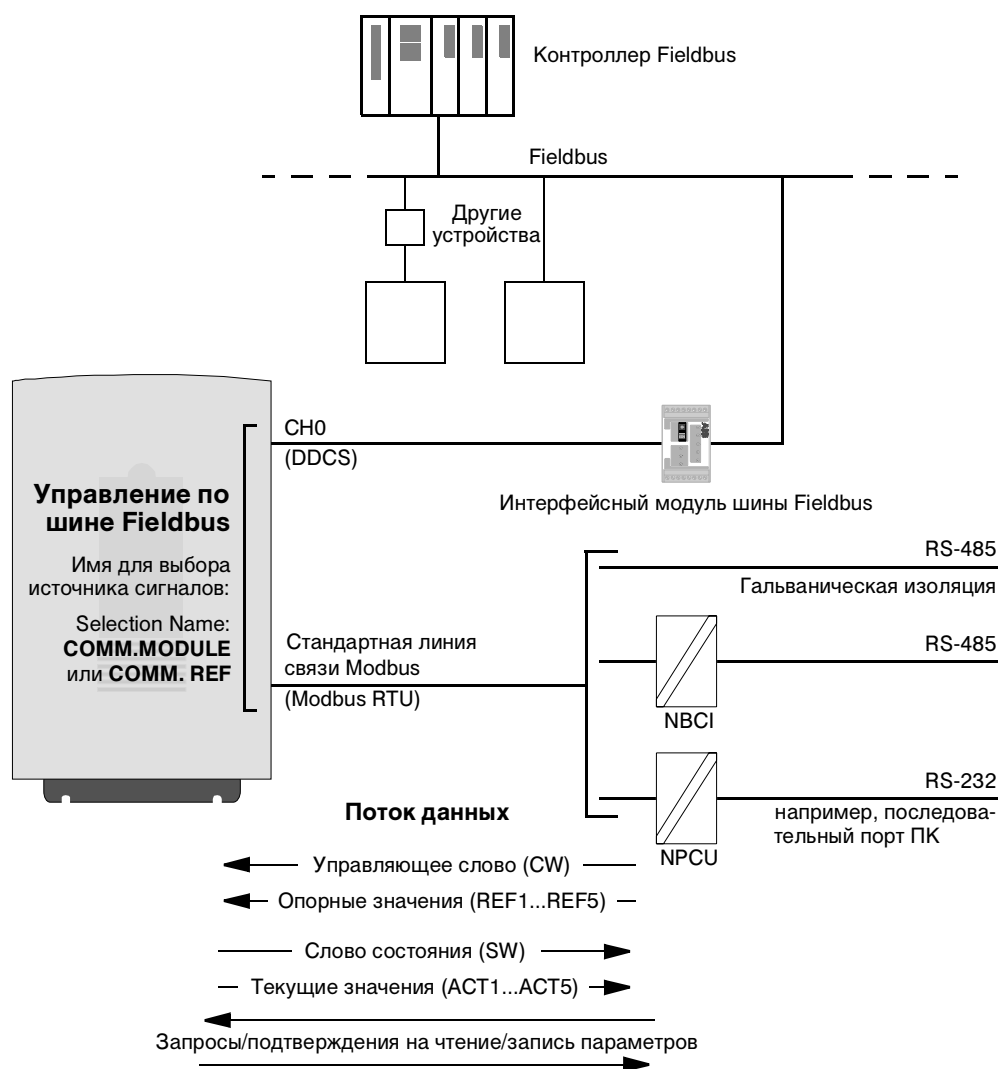 Контроллер Fieldbus
Fieldbus
Другие
устройства
CH0
(DDCS)
ABB
Интерфейсный модуль шины Fieldbus
Управление по
шине Fieldbus
Имя для выбора
источника сигналов:
Selection Name:
COMM.MODULE
или COMM. REF
Стандартная линия
связи Modbus
(Modbus RTU)
RS-485
Гальваническая изоляция
RS-485
NBCI
RS-232
например, последова-
тельный порт ПК
NPCU
Поток данных
Управляющее слово (CW)
Опорные значения (REF1...REF5)
Слово состояния (SW)
Текущие значения (ACT1...ACT5)
Запросы/подтверждения на чтение/запись параметров